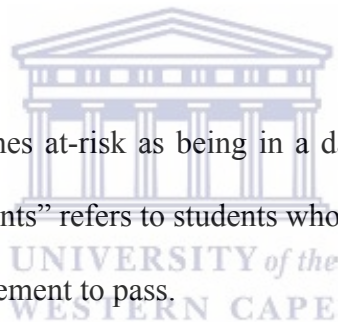 nes at-risk as being in a da
nts” refers to students who
UNIVERSITY of the
ement to pass.
WESTERN CAPE